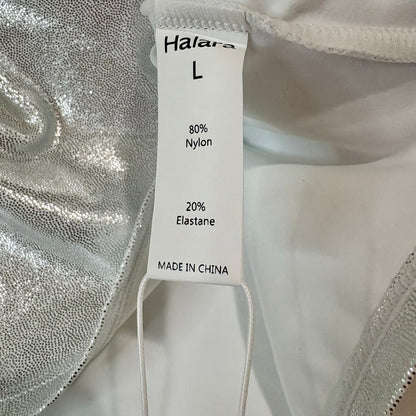 Halara
L
80%
Nylon
20%
Elastane
MADE IN CHINA